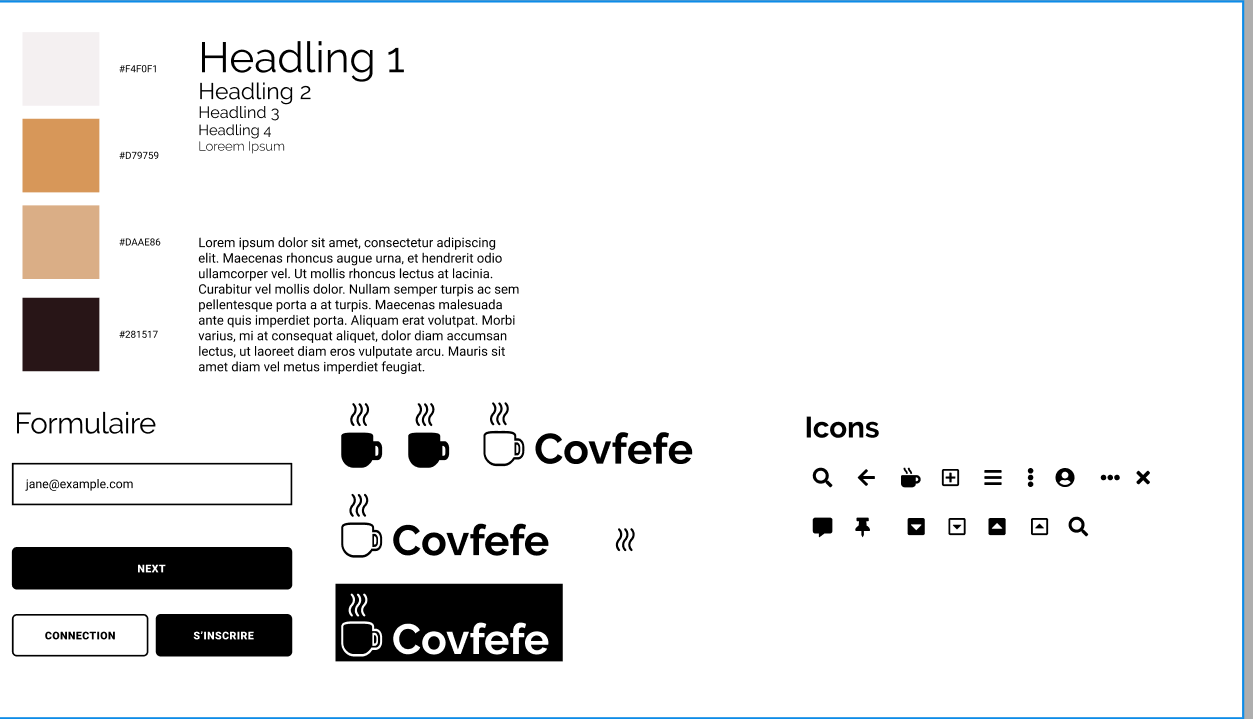 #F4F0F1
#D79759
#DAAE86
#281517
Headling 1
Headling 2
Headlind 3
Headling 4
Loreem Ipsum
Lorem ipsum dolor sit amet, consectetur adipiscing
elit. Maecenas rhoncus augue urna, et hendrerit odio
ullamcorper vel. Ut mollis rhoncus lectus at lacinia.
Curabitur vel mollis dolor. Nullam semper turpis ac sem
pellentesque porta a at turpis. Maecenas malesuada
ante quis imperdiet porta. Aliquam erat volutpat. Morbi
varius, mi at consequat aliquet, dolor diam accumsan
lectus, ut laoreet diam eros vulputate arcu. Mauris sit
amet diam vel metus imperdiet feugiat.
Formulaire
jane@example.com
NEXT
CONNECTION
S'INSCRIRE
Covfefe
Covfefe
Covfefe
Icons